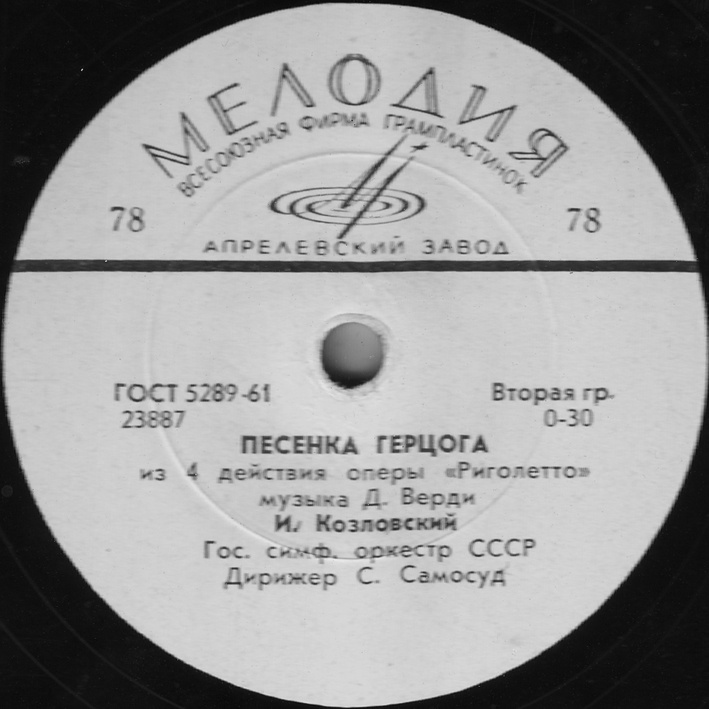 МЕЛОДИЯ
ВСЕСОЮЗНАЯ ФИРМА ГРАМПЛАСТИНОК
78 78
АПРЕЛЕВСКИЙ ЗАВОД
ГОСТ 5289-61 Вторая гр.
23887 0-30
ПЕСЕНКА ГЕРЦОГА
из 4 действия оперы «Риголетто»
музыка Д. Верди
И. Козловский
Гос. симф. оркестр СССР
Дирижер С. Самосуд